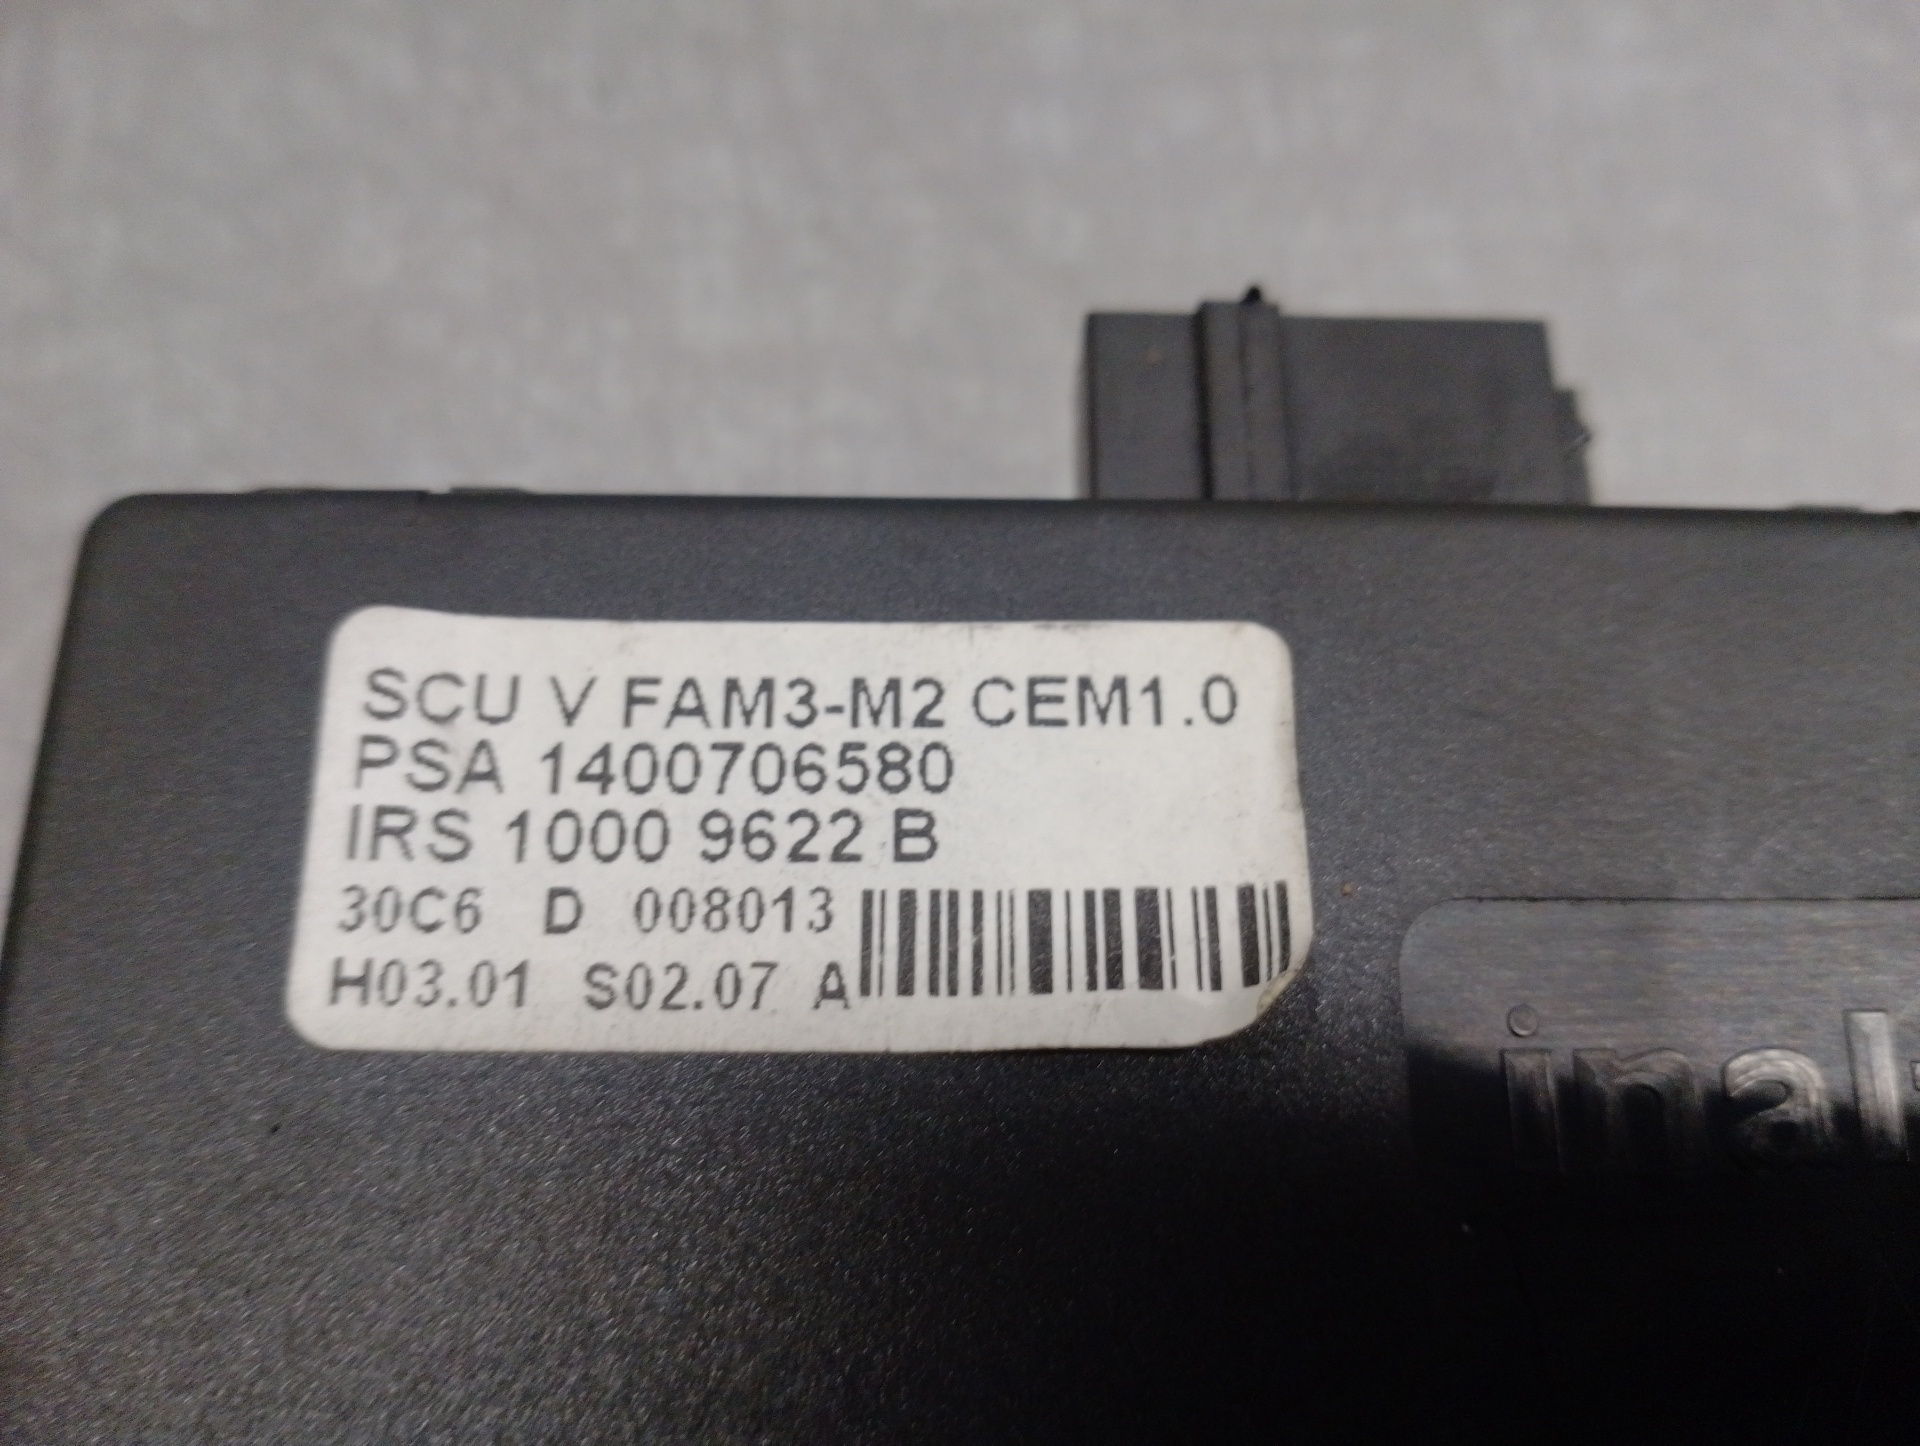 SCU V FAM3-M2 CEM1.0
PSA 1400706580
IRS 1000 9622 B
30C6 D 008013
H03.01 S02.07 A